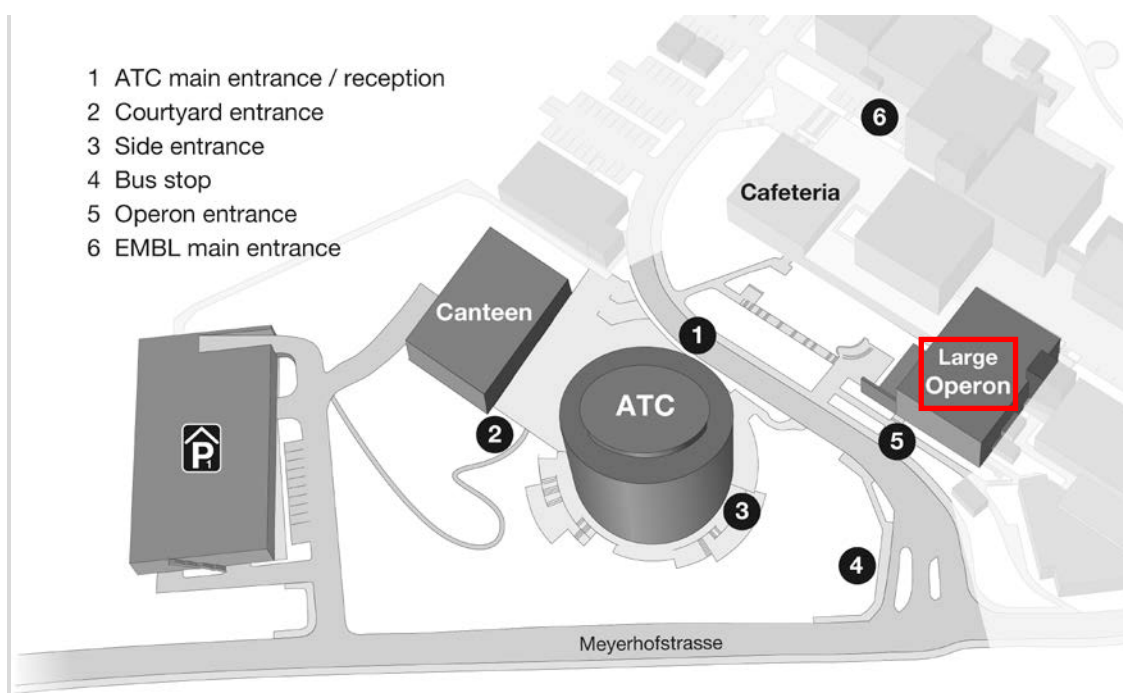 1 ATC main entrance / reception
2 Courtyard entrance
3 Side entrance
4 Bus stop
5 Operon entrance
6 EMBL main entrance
6
Cafeteria
Canteen
1
Large
Operon
ATC
2
5
P1
3
4
Meyerhofstrasse